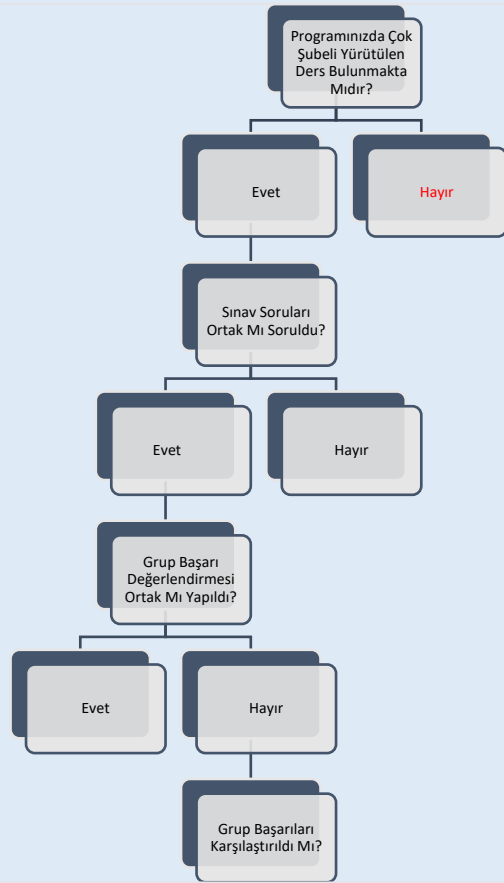 Programınızda Çok
Şubeli Yürütülen
Ders Bulunmakta
Mıdır?
Evet
Hayır
Sınav Soruları
Ortak Mı Soruldu?
Evet
Hayır
Grup Başarı
Değerlendirmesi
Ortak Mı Yapıldı?
Evet
Hayır
Grup Başarıları
Karşılaştırıldı Mı?